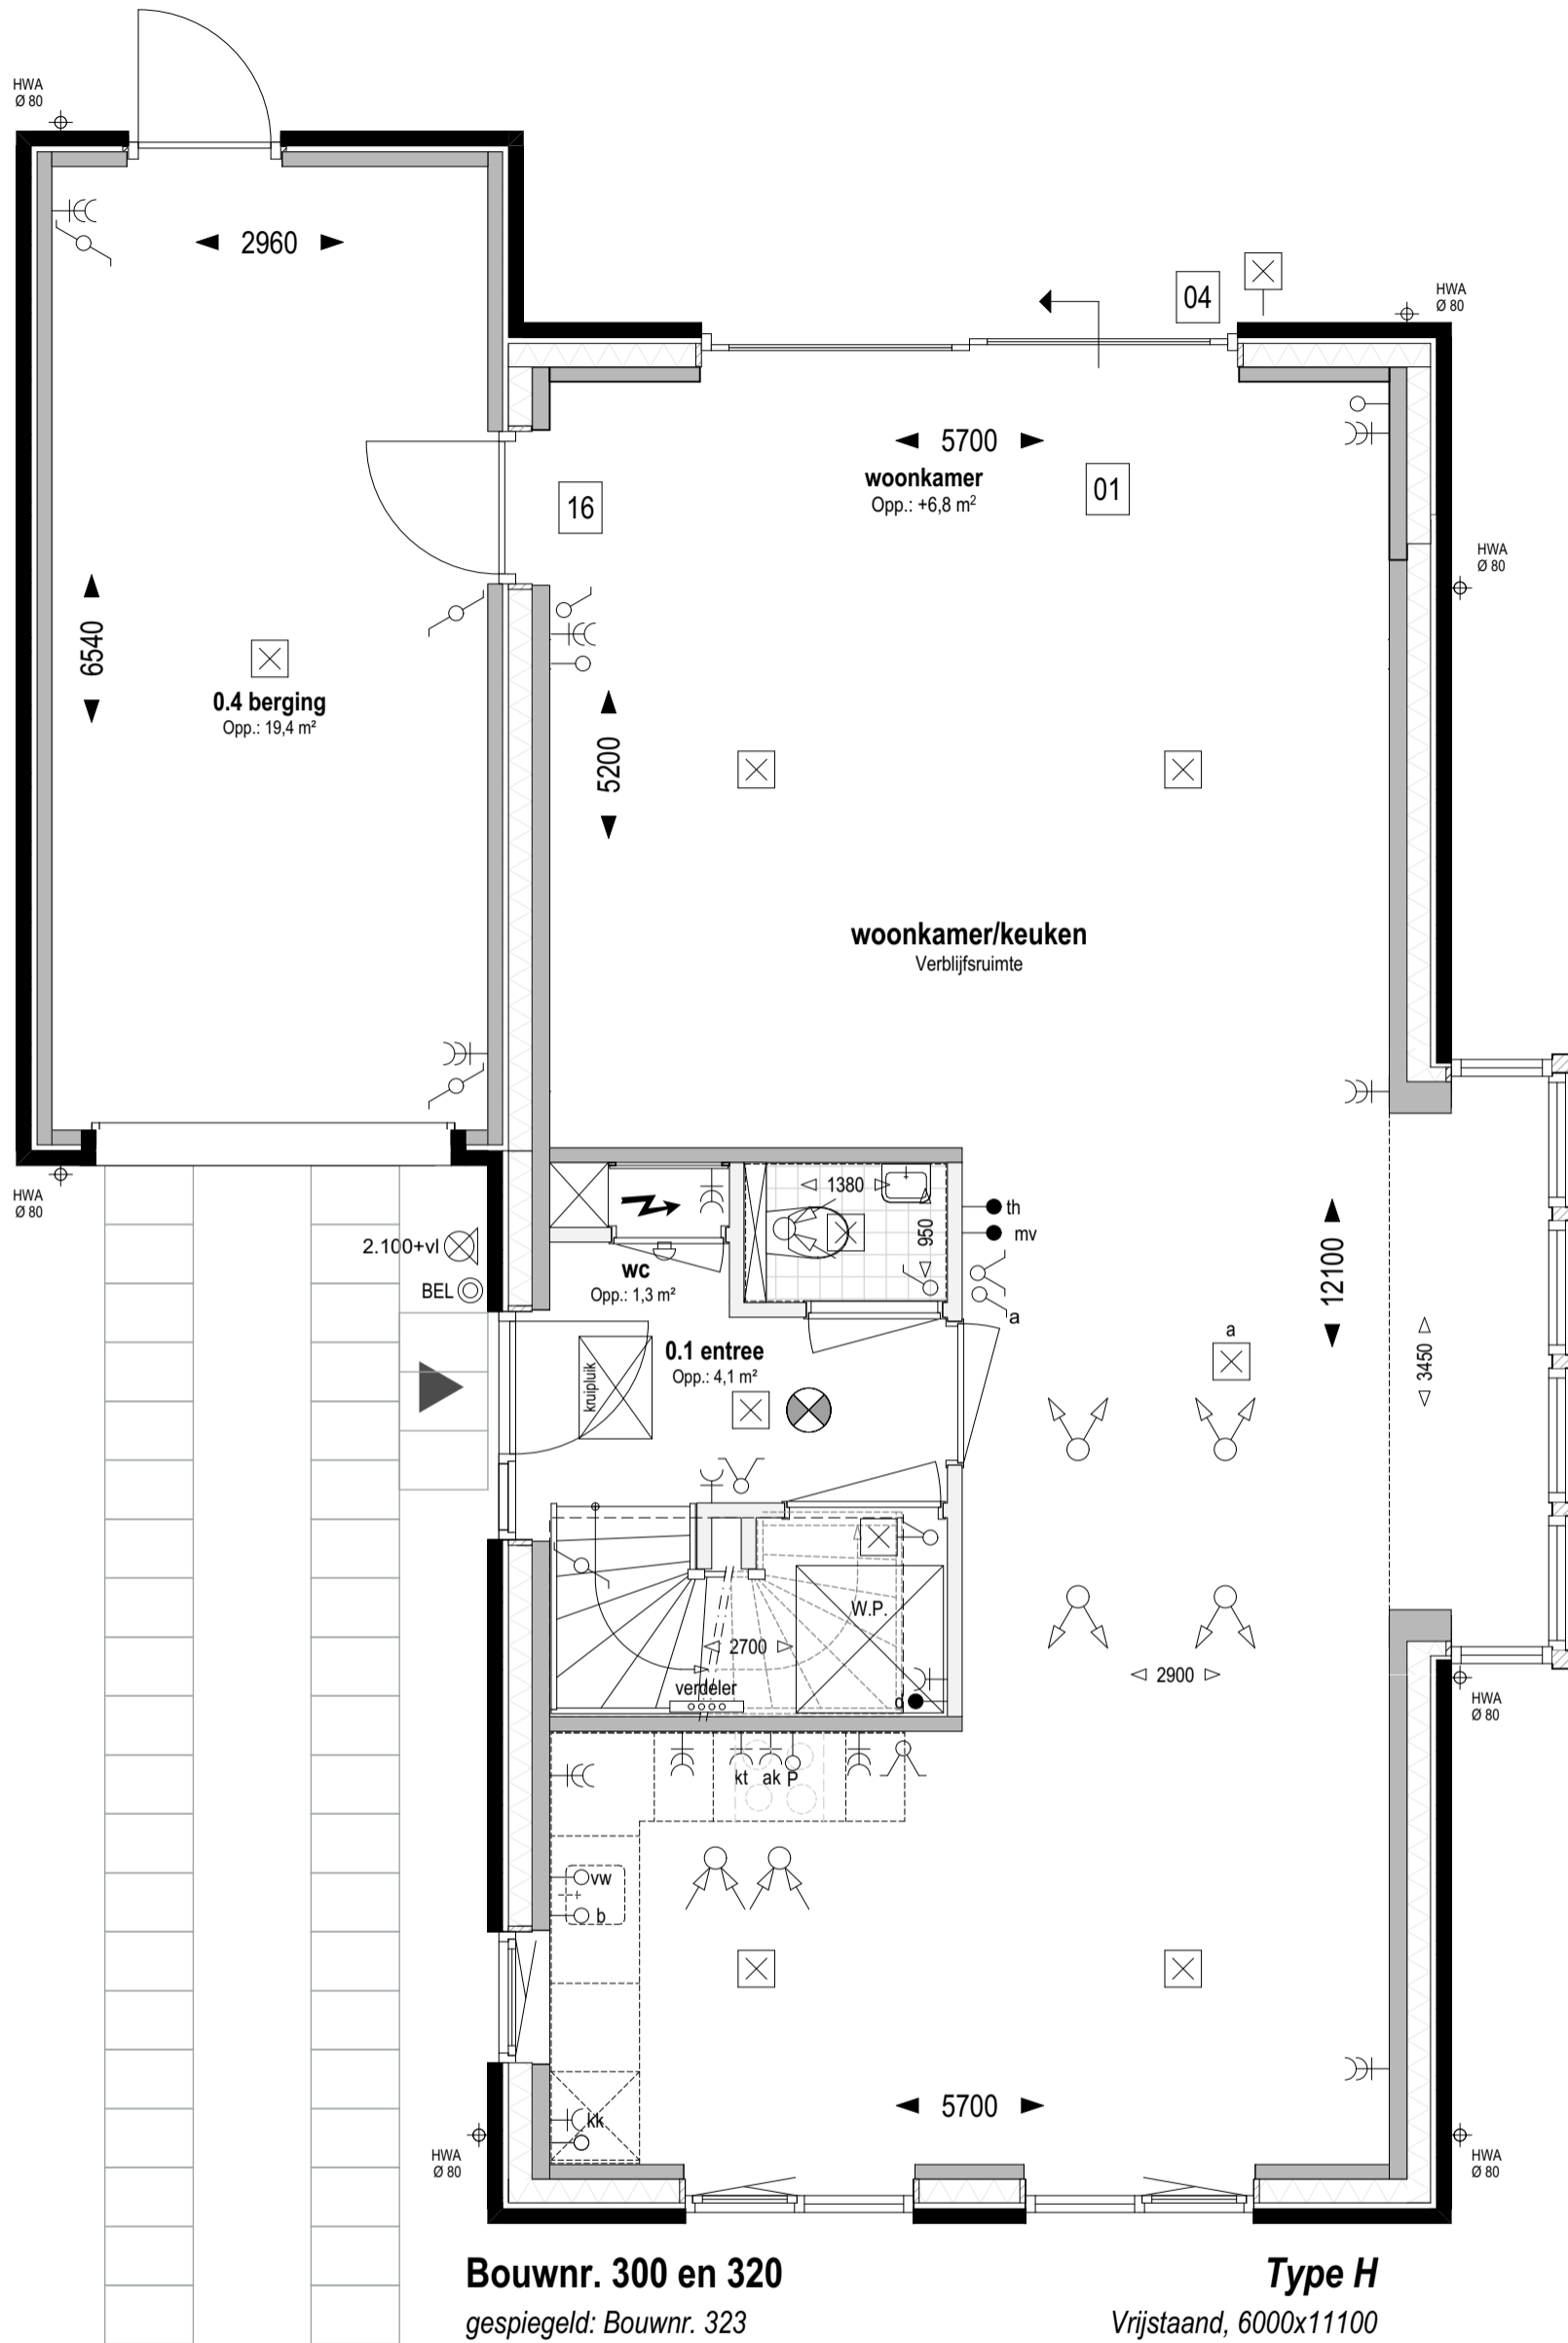 HWA
Ø 80
2960
04
HWA
Ø 80
5700
woonkamer
Opp.: +6,8 m²
01
16
HWA
Ø 80
6540
0.4 berging
Opp.: 19,4 m²
5200
woonkamer/keuken
Verblijfsruimte
HWA
Ø 80
1380
950
th
mv
2.100+vl
BEL
wc
Opp.: 1,3 m²
a
12100
3450
a
kruipluik
0.1 entree
Opp.: 4,1 m²
W.P.
2700
verdeler
d
2900
HWA
Ø 80
kt
ak
P
vw
b
kk
5700
HWA
Ø 80
HWA
Ø 80
Bouwnr. 300 en 320
Type H
gespiegeld: Bouwnr. 323
Vrijstaand, 6000x11100